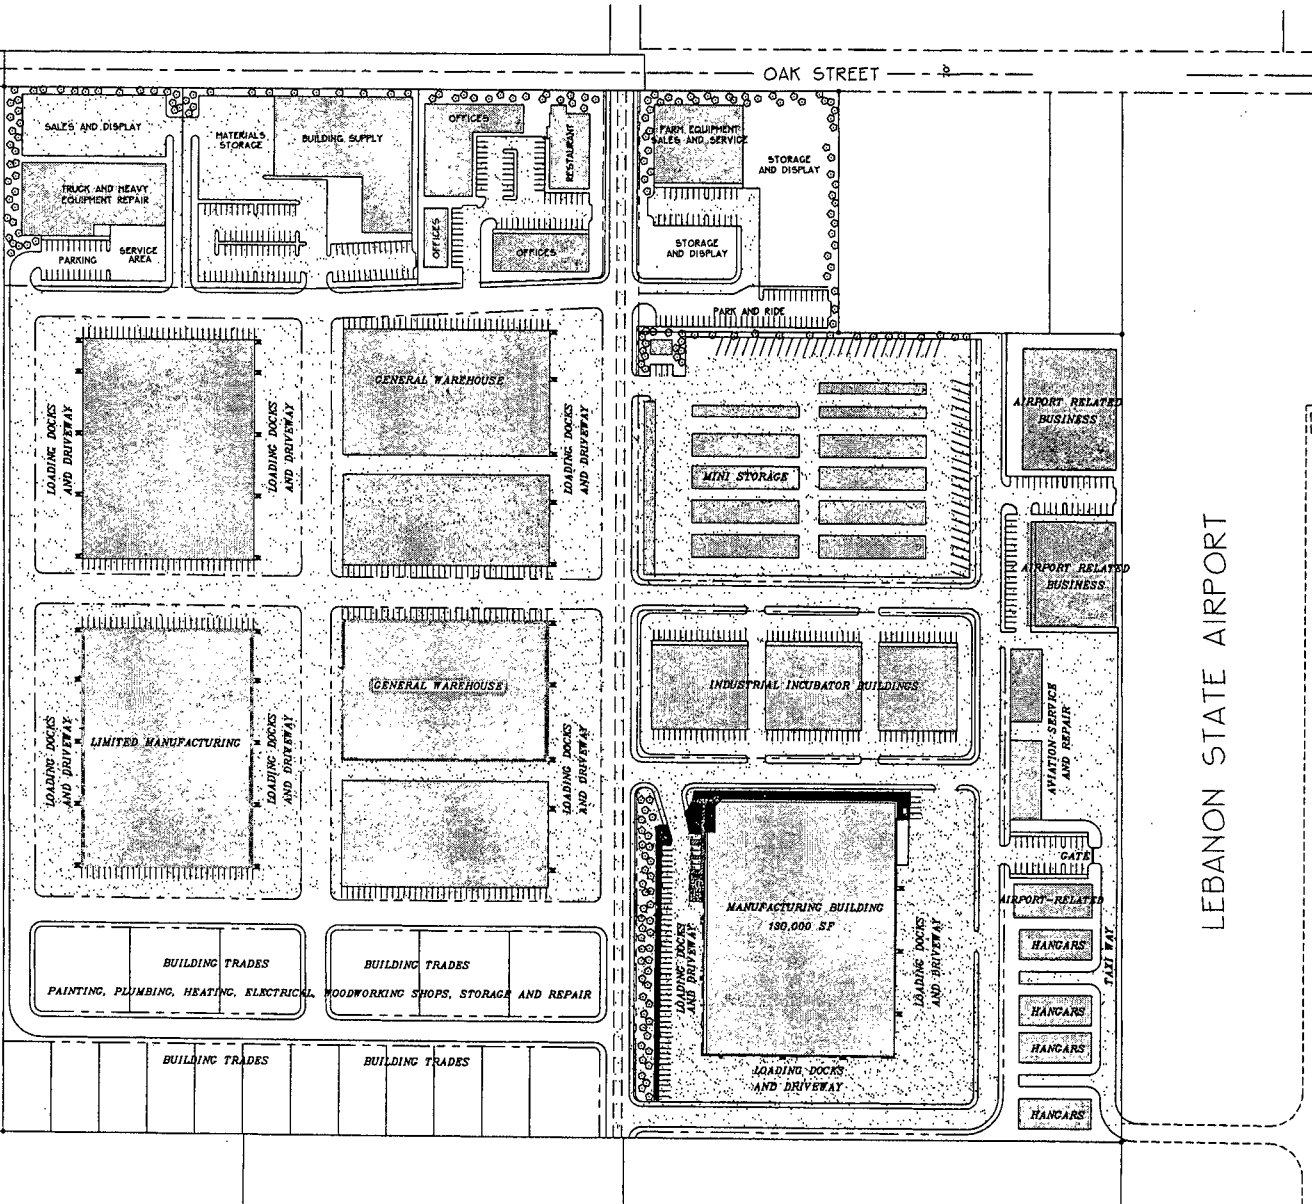 OAK STREET
SALES AND DISPLAY
MATERIALS
STORAGE
BUILDING SUPPLY
OFFICES
RESTAURANT
FARM EQUIPMENT
SALES AND SERVICE
STORAGE
AND DISPLAY
TRUCK AND HEAVY
EQUIPMENT REPAIR
PARKING
SERVICE
AREA
OFFICES
OFFICES
STORAGE
AND DISPLAY
PARK AND RIDE
LOADING DOCKS
AND DRIVEWAY
LOADING DOCKS
AND DRIVEWAY
GENERAL WAREHOUSE
LOADING DOCKS
AND DRIVEWAY
MINI STORAGE
AIRPORT RELATED
BUSINESS
AIRPORT RELATED
BUSINESS
LEBANON STATE AIRPORT
LOADING DOCKS
AND DRIVEWAY
LIMITED MANUFACTURING
LOADING DOCKS
AND DRIVEWAY
GENERAL WAREHOUSE
LOADING DOCKS
AND DRIVEWAY
INDUSTRIAL INCUBATOR BUILDINGS
AVIATION SERVICE
AND REPAIR
GATE
MANUFACTURING BUILDING
130,000 SF
LOADING DOCKS
AND DRIVEWAY
LOADING DOCKS
AND DRIVEWAY
LOADING DOCKS
AND DRIVEWAY
AIRPORT-RELATED
HANGARS
TAXI WAY
HANGARS
HANGARS
HANGARS
BUILDING TRADES
BUILDING TRADES
PAINTING, PLUMBING, HEATING, ELECTRICAL, WOODWORKING SHOPS, STORAGE AND REPAIR
BUILDING TRADES
BUILDING TRADES